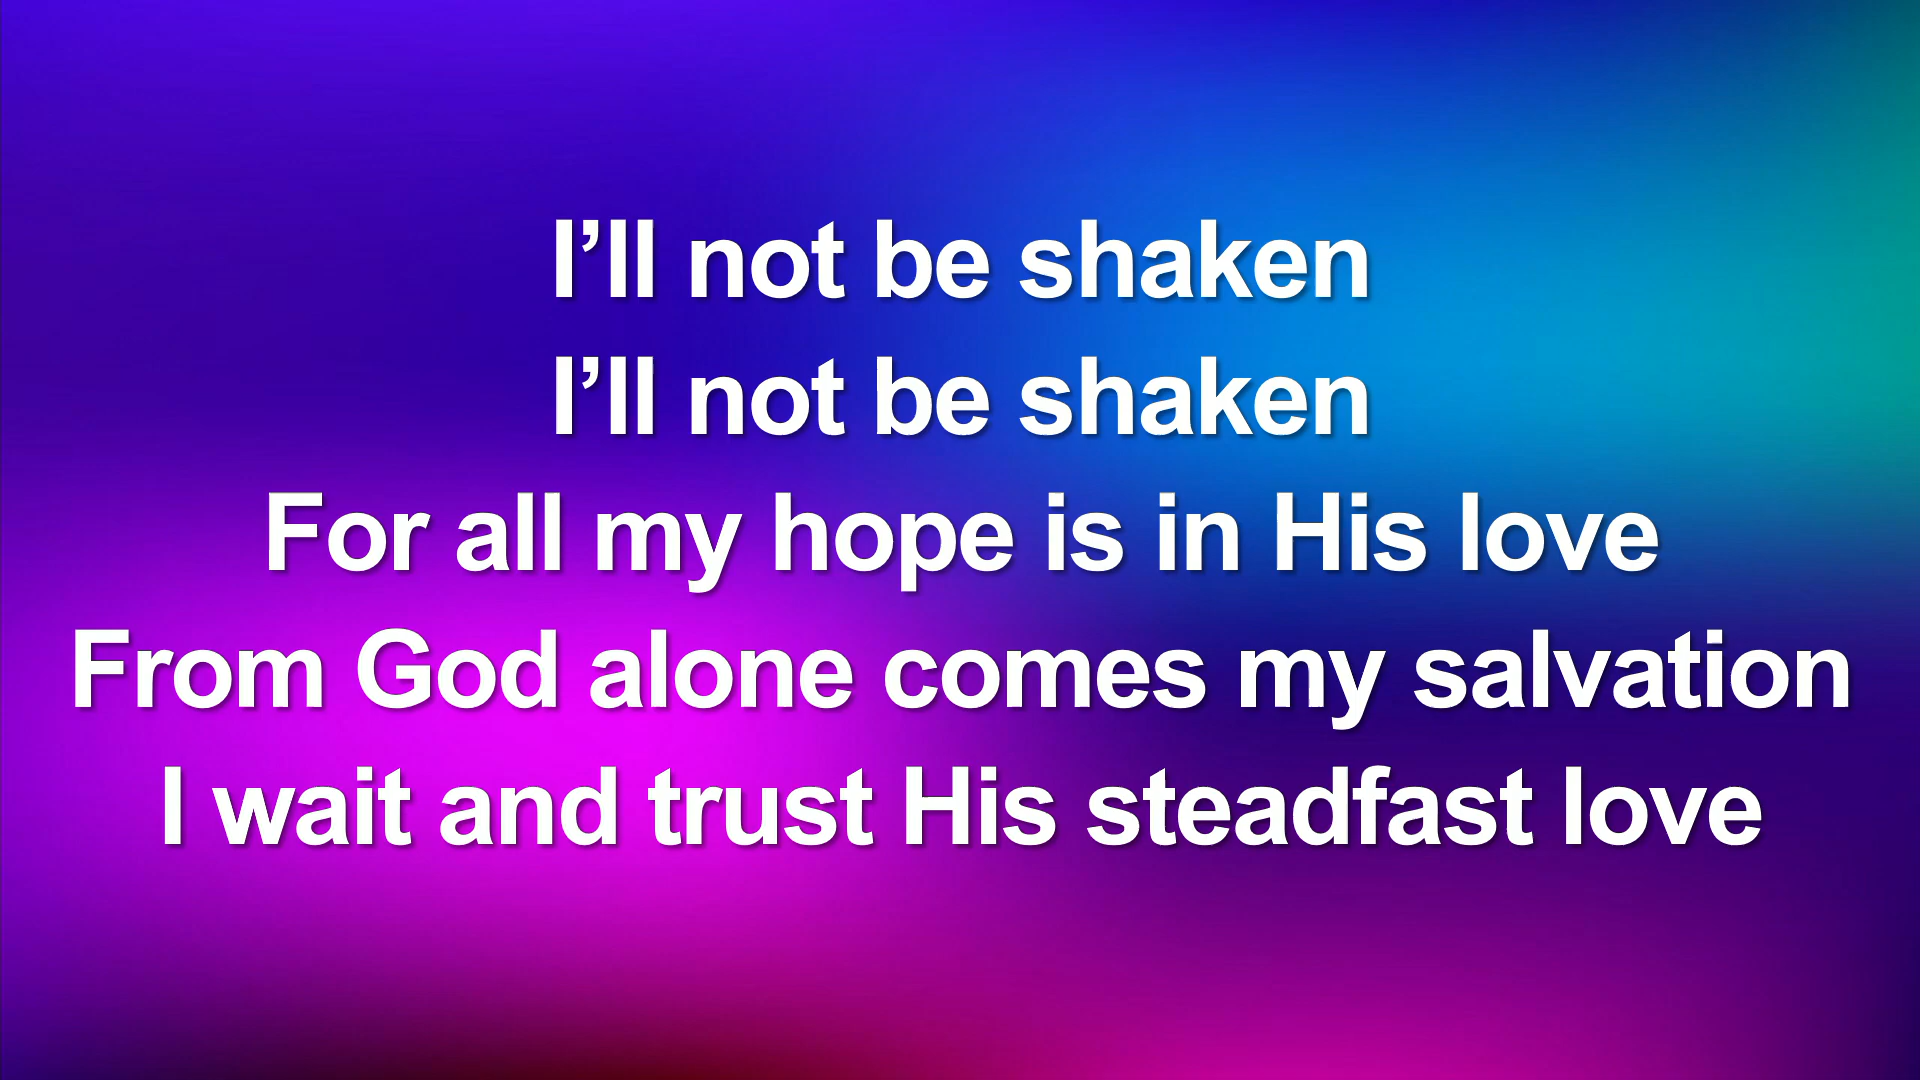 I’ll not be shaken
I’ll not be shaken
For all my hope is in His love
From God alone comes my salvation
I wait and trust His steadfast love